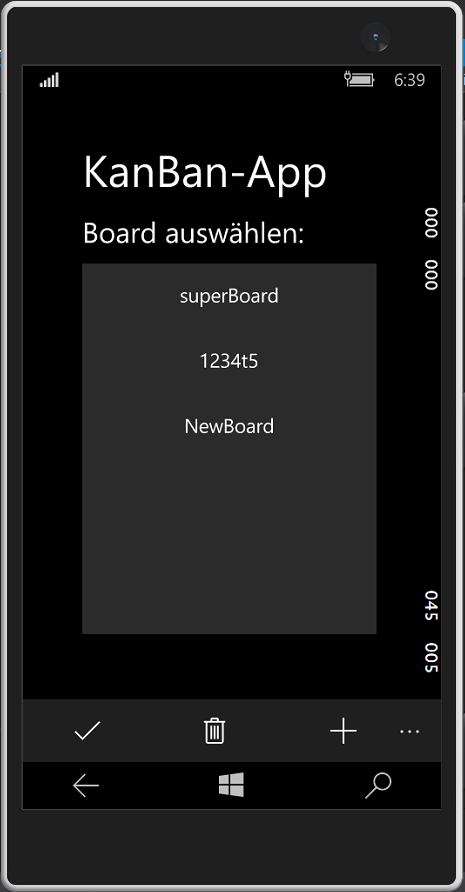 6:39
KanBan-App
Board auswählen:
000
000
superBoard
1234t5
NewBoard
045
005